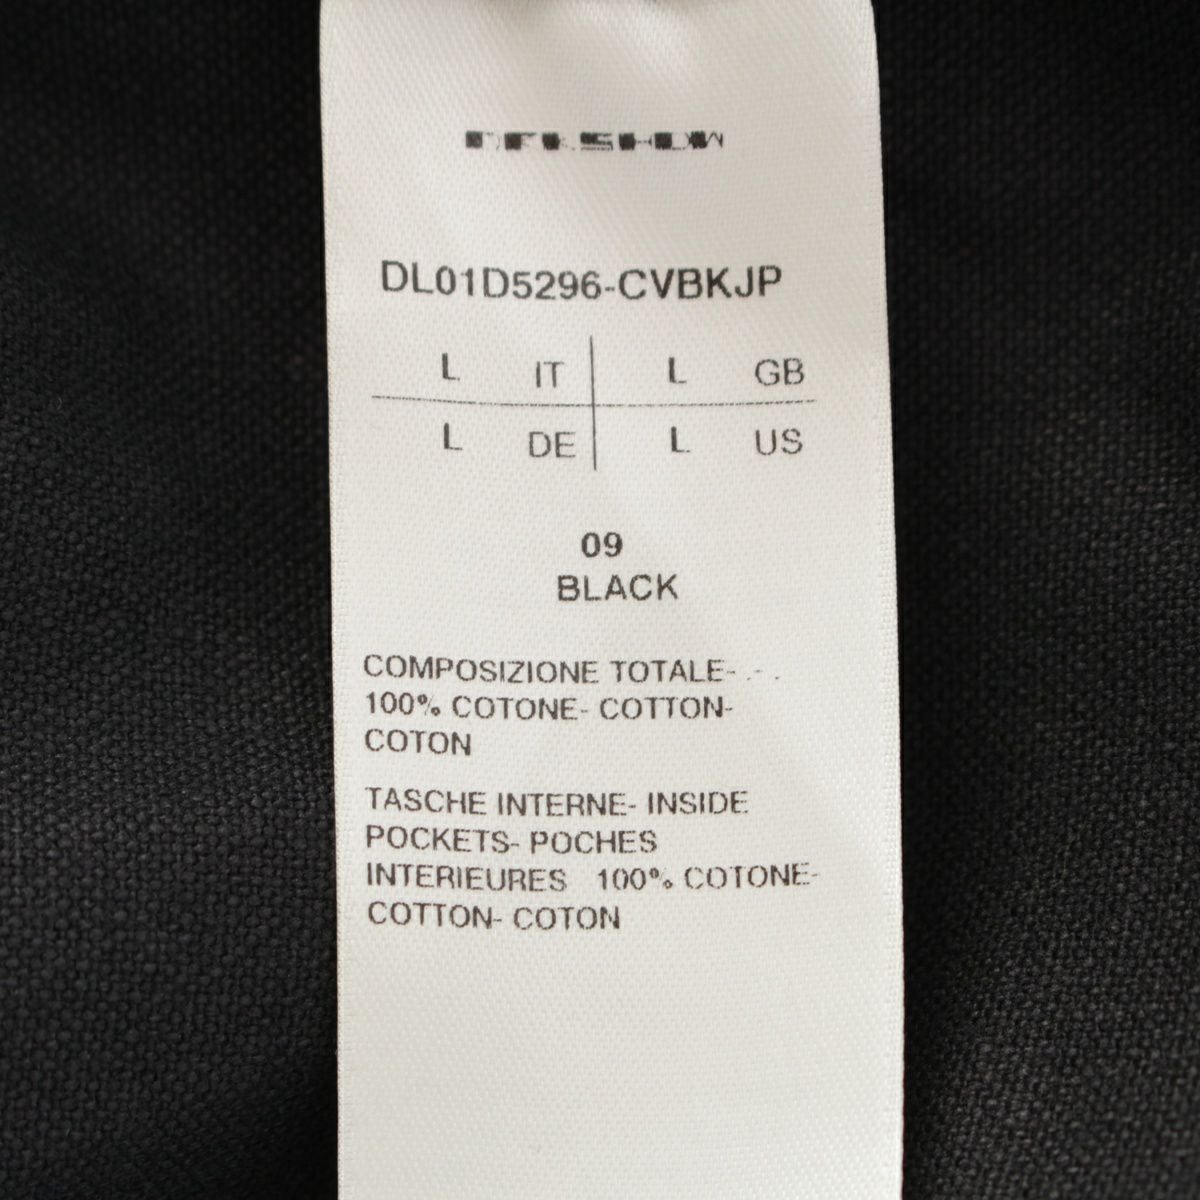 DRKSHDW
DL01D5296-CVBKJP
L IT L GB
L DE L US
09
BLACK
COMPOSIZIONE TOTALE- - -
100% COTONE- COTTON-
COTON
TASCHE INTERNE- INSIDE
POCKETS- POCHES
INTERIEURES 100% COTONE-
COTTON- COTON